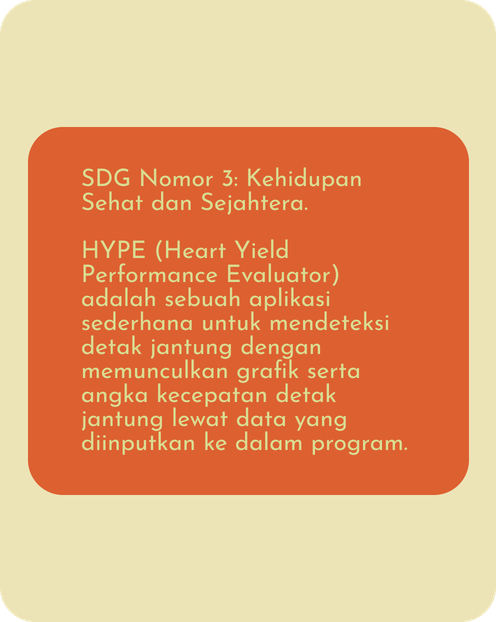 SDG Nomor 3: Kehidupan
Sehat dan Sejahtera.
HYPE (Heart Yield
Performance Evaluator)
adalah sebuah aplikasi
sederhana untuk mendeteksi
detak jantung dengan
memunculkan grafik serta
angka kecepatan detak
jantung lewat data yang
diinputkan ke dalam program.